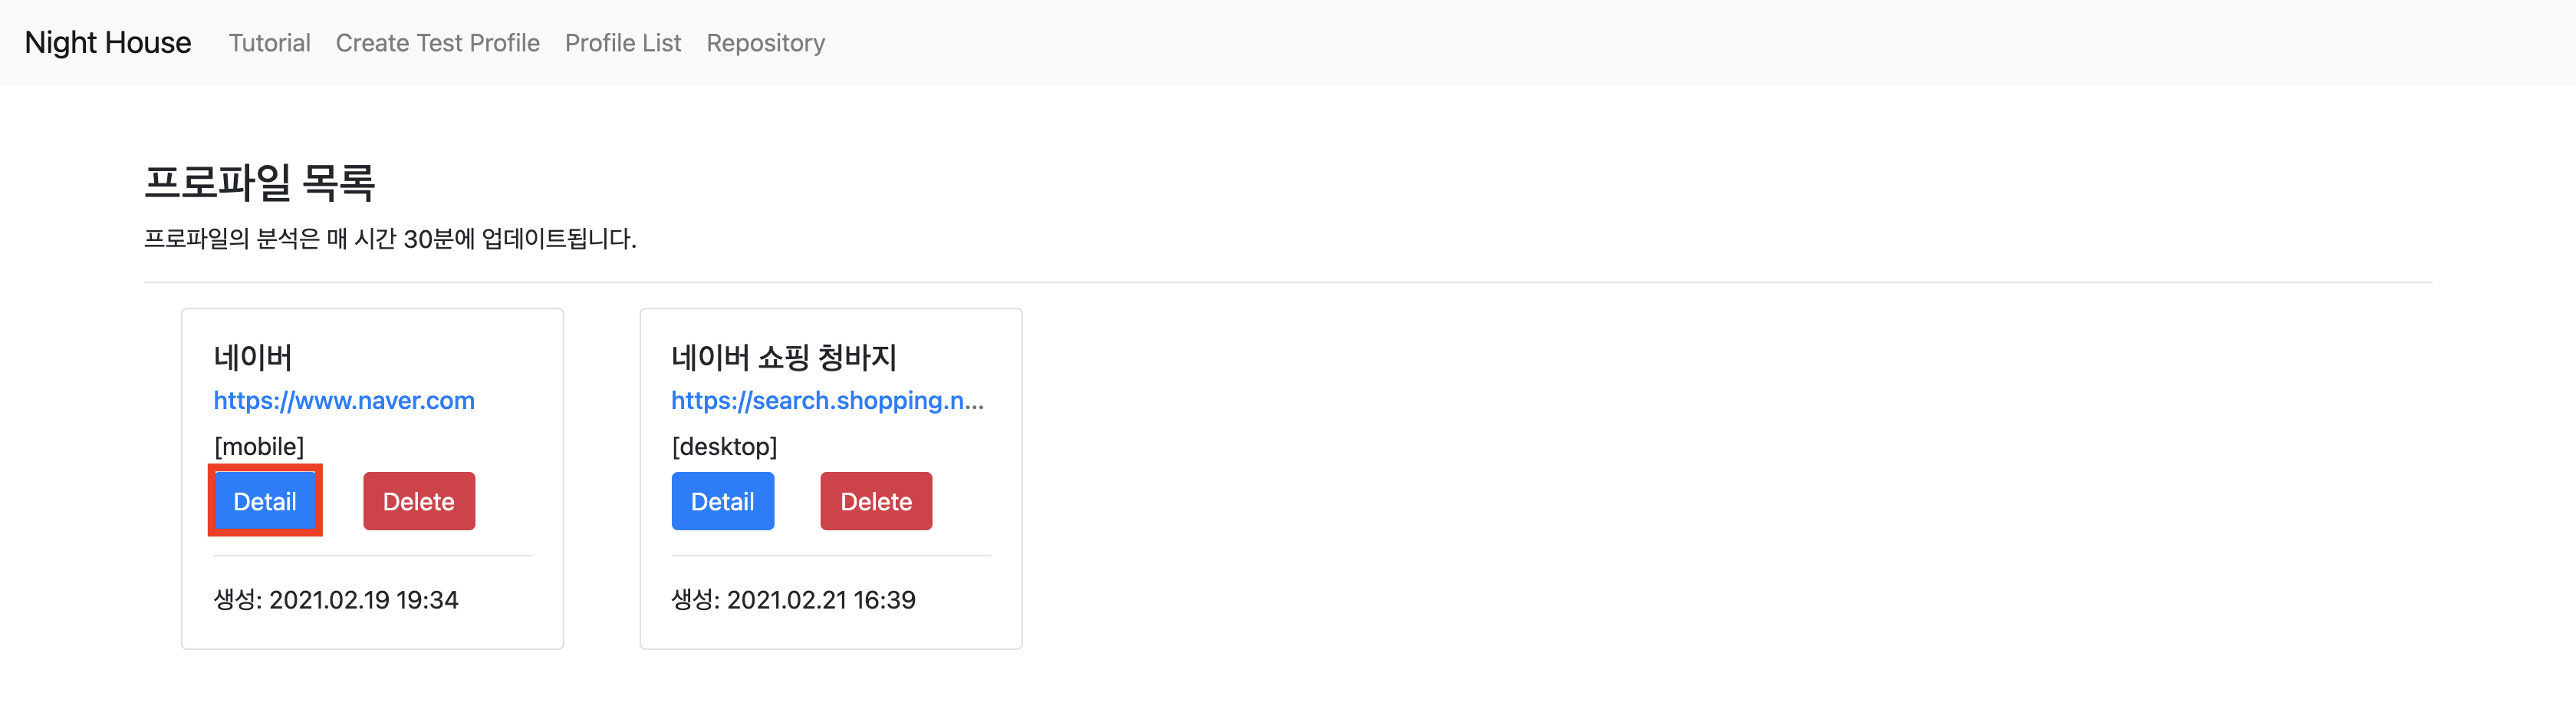 Night House Tutorial Create Test Profile Profile List Repository
프로파일 목록
프로파일의 분석은 매 시간 30분에 업데이트됩니다.
네이버
https://www.naver.com
[mobile]
Detail Delete
생성: 2021.02.19 19:34
네이버 쇼핑 청바지
https://search.shopping.n...
[desktop]
Detail Delete
생성: 2021.02.21 16:39